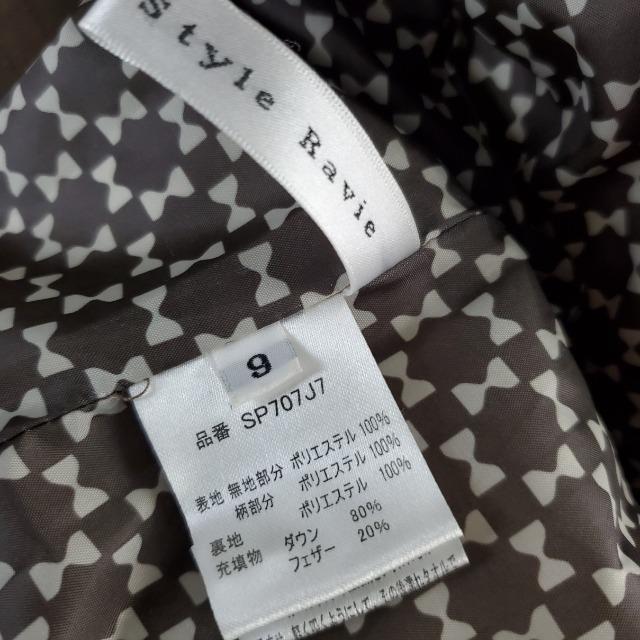 Style Ravie
9
品番 SP707J7
表地 無地部分 ポリエステル 100%
柄部分 ポリエステル 100%
裏地 ポリエステル 100%
充填物 ダウン 80%
フェザー 20%